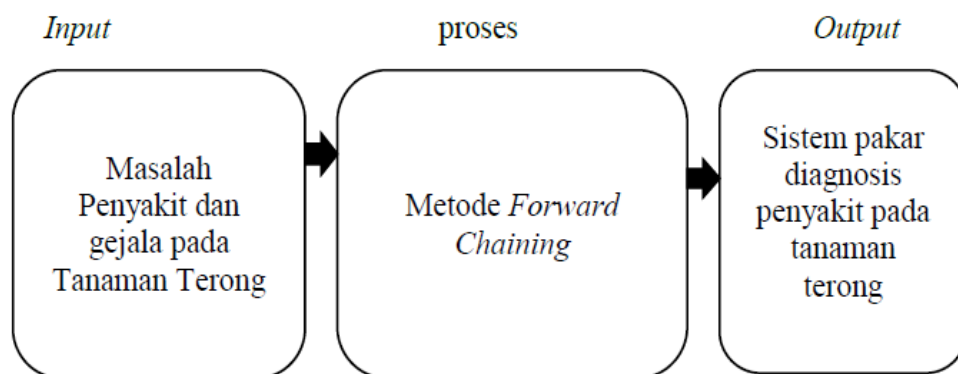 Input
proses
Output
Masalah
Penyakit dan
gejala pada
Tanaman Terong
Metode Forward
Chaining
Sistem pakar
diagnosis
penyakit pada
tanaman
terong